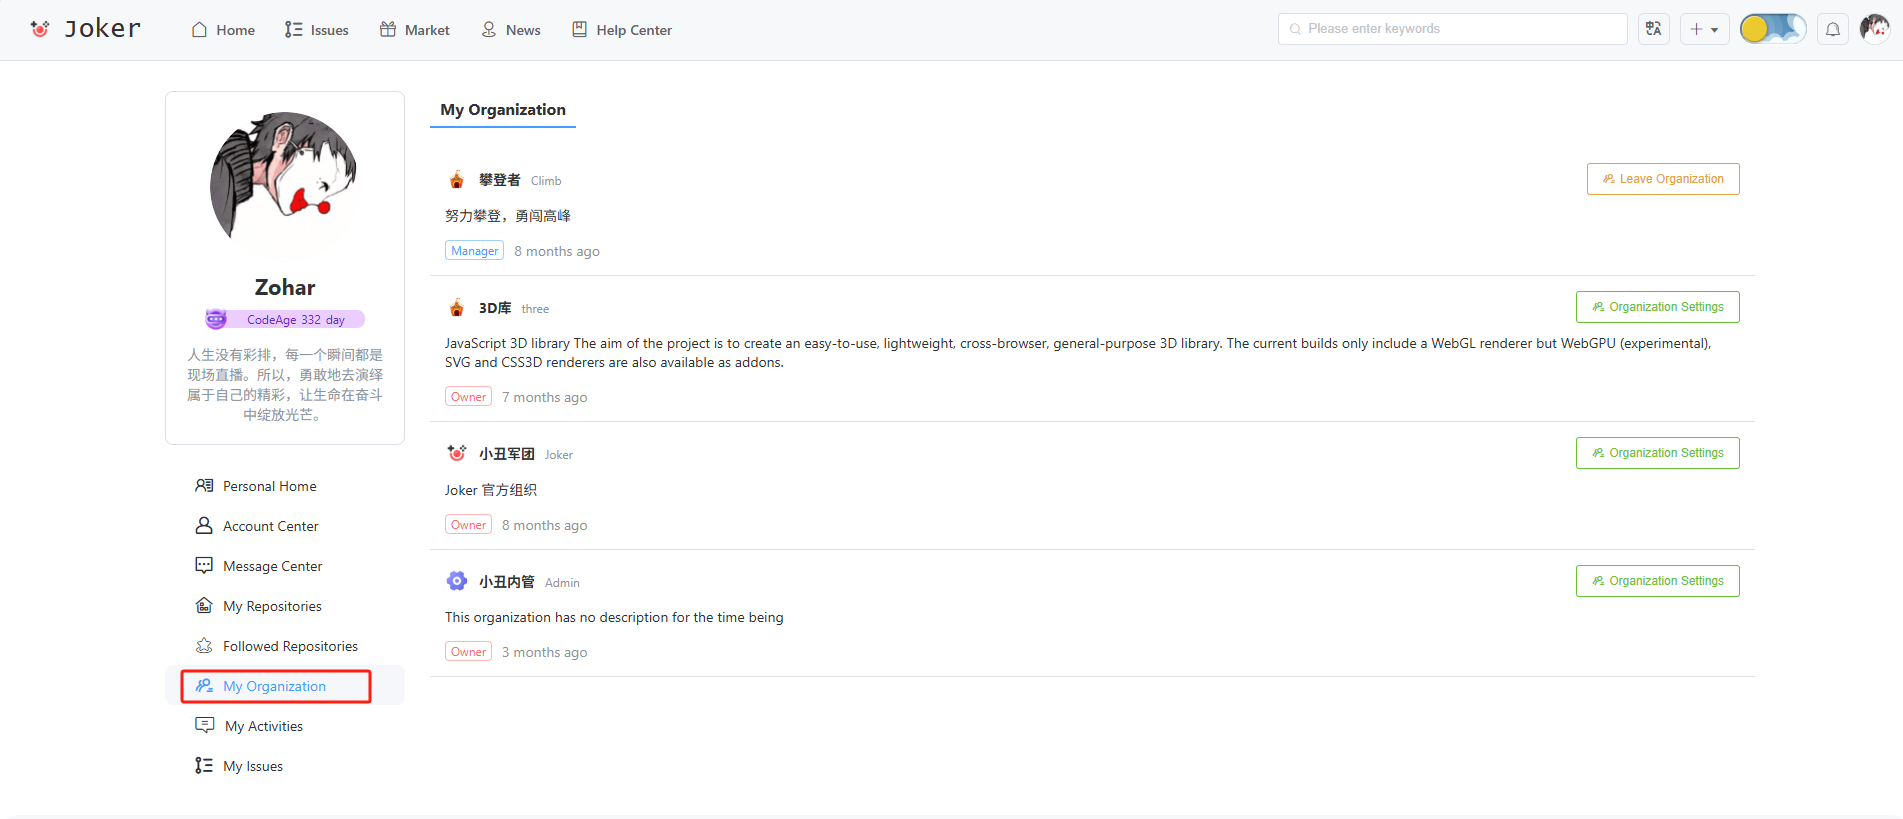 Joker
Home
Issues
Market
News
Help Center
Please enter keywords
Zohar
CodeAge 332 day
人生没有彩排，每一个瞬间都是
现场直播。所以，勇敢地去演绎
属于自己的精彩，让生命在奋斗
中绽放光芒。
Personal Home
Account Center
Message Center
My Repositories
Followed Repositories
My Organization
My Activities
My Issues
My Organization
攀登者 Climb
Leave Organization
努力攀登，勇闯高峰
Manager 8 months ago
3D库 three
Organization Settings
JavaScript 3D library The aim of the project is to create an easy-to-use, lightweight, cross-browser, general-purpose 3D library. The current builds only include a WebGL renderer but WebGPU (experimental),
SVG and CSS3D renderers are also available as addons.
Owner 7 months ago
小丑军团 Joker
Organization Settings
Joker 官方组织
Owner 8 months ago
小丑内管 Admin
Organization Settings
This organization has no description for the time being
Owner 3 months ago